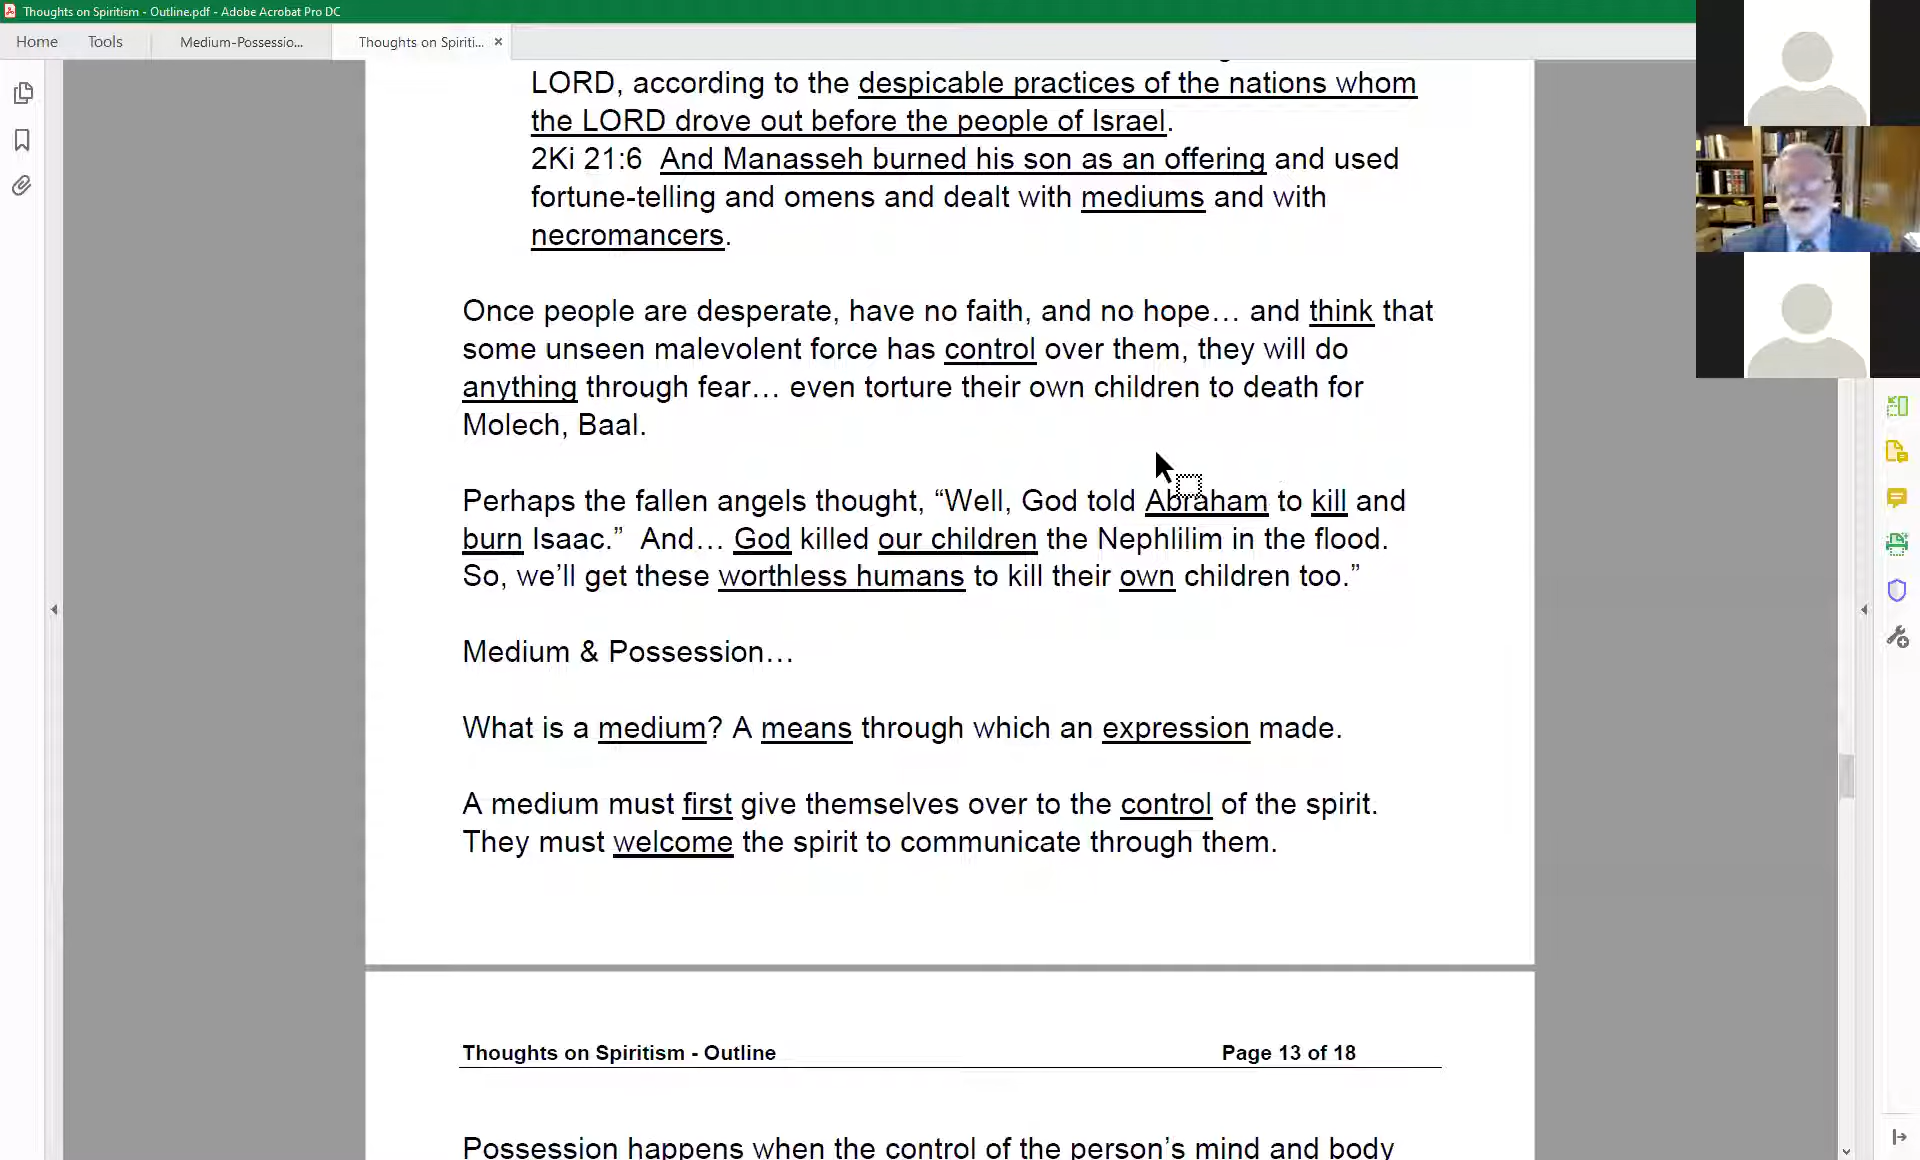 Thoughts on Spiritism - Outline.pdf - Adobe Acrobat Pro DC
Home Tools Medium-Possessio... Thoughts on Spiriti... ×
LORD, according to the despicable practices of the nations whom
the LORD drove out before the people of Israel.
2Ki 21:6 And Manasseh burned his son as an offering and used
fortune-telling and omens and dealt with mediums and with
necromancers.
Once people are desperate, have no faith, and no hope… and think that
some unseen malevolent force has control over them, they will do
anything through fear… even torture their own children to death for
Molech, Baal.
Perhaps the fallen angels thought, “Well, God told Abraham to kill and
burn Isaac.” And… God killed our children the Nephlilim in the flood.
So, we’ll get these worthless humans to kill their own children too.”
Medium & Possession…
What is a medium? A means through which an expression made.
A medium must first give themselves over to the control of the spirit.
They must welcome the spirit to communicate through them.
Thoughts on Spiritism - Outline Page 13 of 18
Possession happens when the control of the person’s mind and body